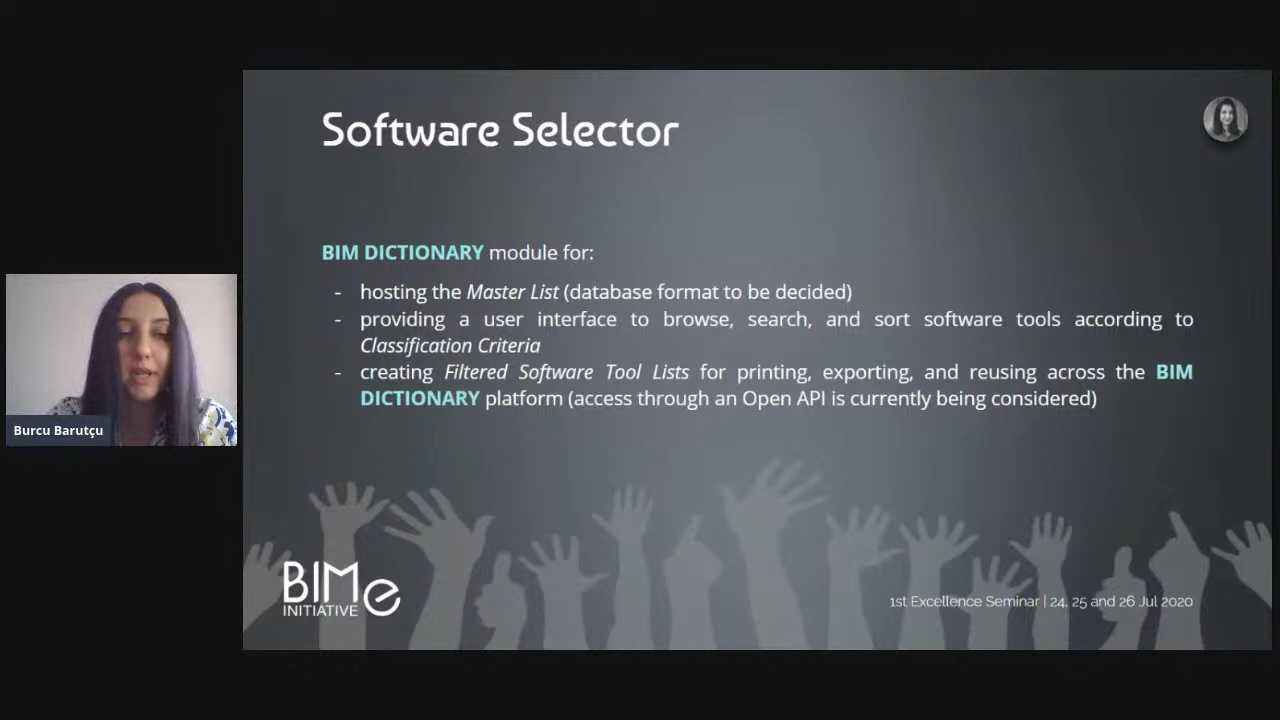 Software Selector
BIM DICTIONARY module for:
- hosting the Master List (database format to be decided)
- providing a user interface to browse, search, and sort software tools according to
Classification Criteria
- creating Filtered Software Tool Lists for printing, exporting, and reusing across the BIM
DICTIONARY platform (access through an Open API is currently being considered)
Burcu Barutçu
BIMe
INITIATIVE
1st Excellence Seminar | 24, 25 and 26 Jul 2020